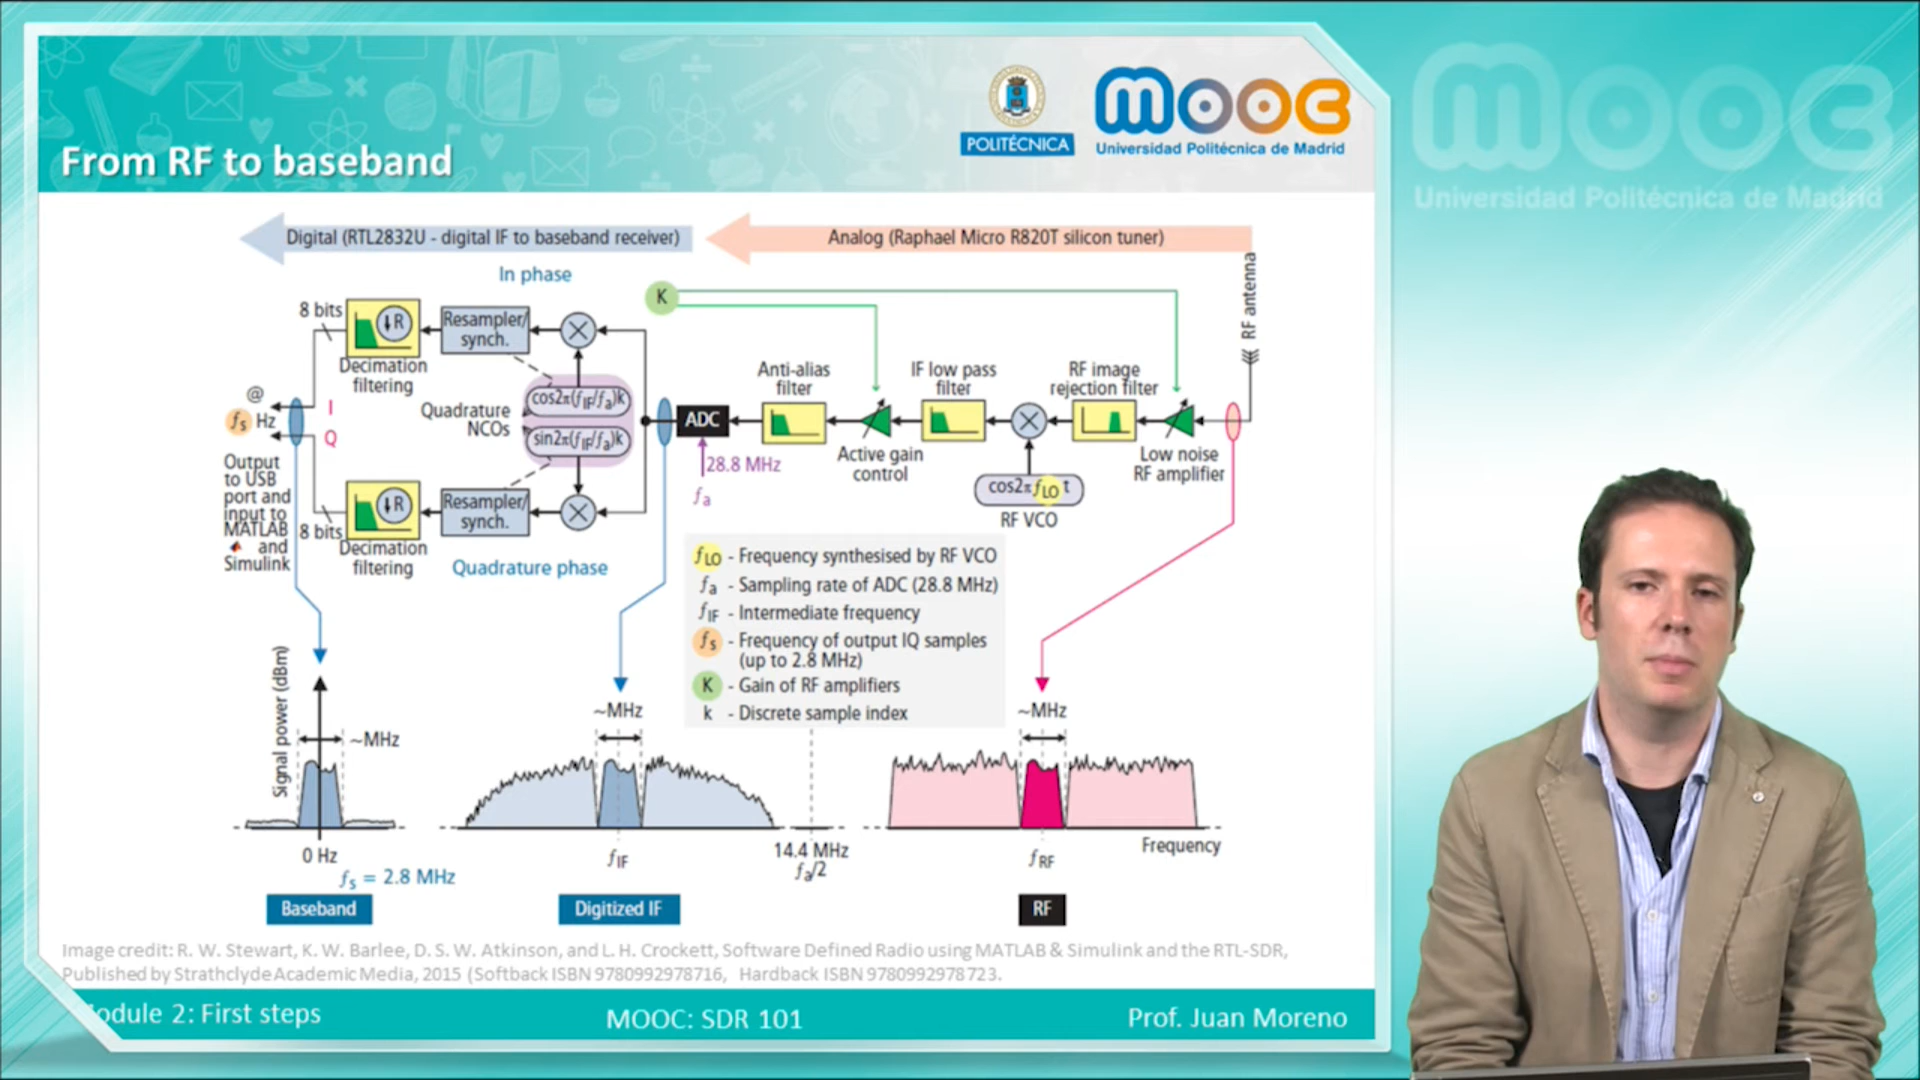 mooc
Universidad Politécnica de Madrid
POLITÉCNICA
mooc
Universidad Politécnica de Madrid
From RF to baseband
Digital (RTL2832U - digital IF to baseband receiver)
Analog (Raphael Micro R820T silicon tuner)
In phase
K
RF antenna
8 bits
↓R
Resampler/
synch.
Decimation
filtering
Anti-alias
filter
IF low pass
filter
RF image
rejection filter
@
fs Hz
I
Q
Quadrature
NCOs
cos2π(fIF/fa)k
sin2π(fIF/fa)k
ADC
28.8 MHz
fa
Active gain
control
Low noise
RF amplifier
cos2πfLO t
RF VCO
Output
to USB
port and
input to
MATLAB
and
Simulink
8 bits
↓R
Resampler/
synch.
Decimation
filtering
Quadrature phase
fLO - Frequency synthesised by RF VCO
fa - Sampling rate of ADC (28.8 MHz)
fIF - Intermediate frequency
fs - Frequency of output IQ samples
(up to 2.8 MHz)
K - Gain of RF amplifiers
k - Discrete sample index
Signal power (dBm)
~MHz
~MHz
~MHz
0 Hz
fs = 2.8 MHz
fIF
14.4 MHz
fa/2
fRF
Frequency
Baseband
Digitized IF
RF
Image credit: R. W. Stewart, K. W. Barlee, D. S. W. Atkinson, and L. H. Crockett, Software Defined Radio using MATLAB & Simulink and the RTL-SDR,
Published by Strathclyde Academic Media, 2015 (Softback ISBN 9780992978716, Hardback ISBN 9780992978723.
odule 2: First steps
MOOC: SDR 101
Prof. Juan Moreno